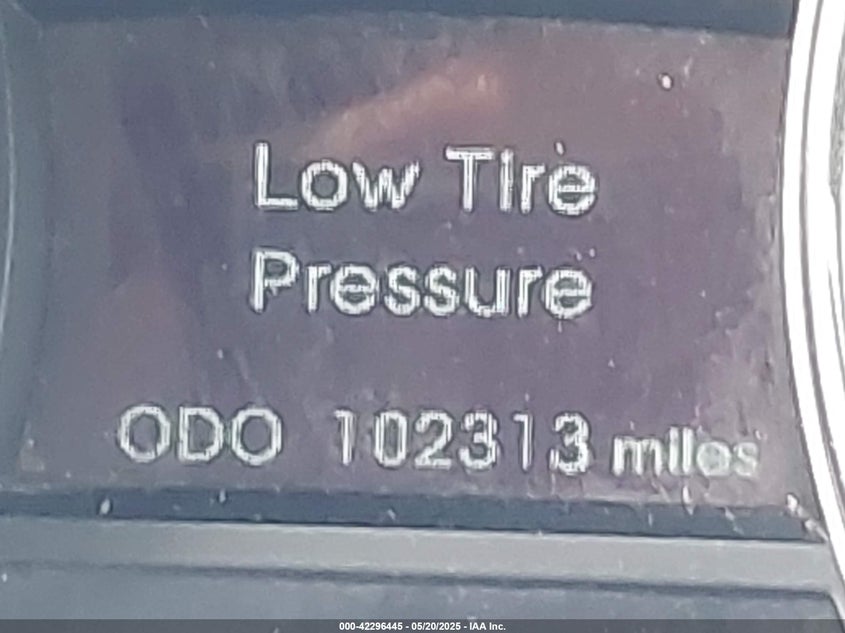 Low Tire
Pressure
ODO 102313 miles
000-42296445 - 05/20/2025 - IAA Inc.